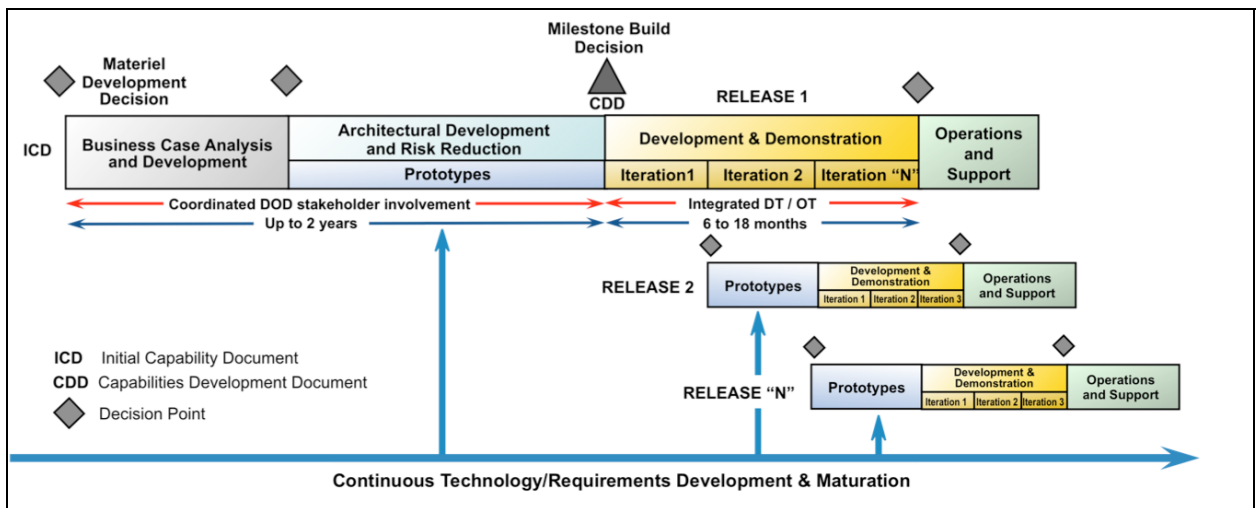 Milestone Build
Decision
Materiel
Development
Decision
CDD
RELEASE 1
ICD
Business Case Analysis
and Development
Architectural Development
and Risk Reduction
Prototypes
Development & Demonstration
Iteration1
Iteration 2
Iteration “N”
Operations
and
Support
Coordinated DOD stakeholder involvement
Integrated DT / OT
Up to 2 years
6 to 18 months
RELEASE 2
Prototypes
Development &
Demonstration
Iteration 1
Iteration 2
Iteration 3
Operations
and Support
ICD Initial Capability Document
CDD Capabilities Development Document
Decision Point
RELEASE “N”
Prototypes
Development &
Demonstration
Iteration 1
Iteration 2
Iteration 3
Operations
and Support
Continuous Technology/Requirements Development & Maturation